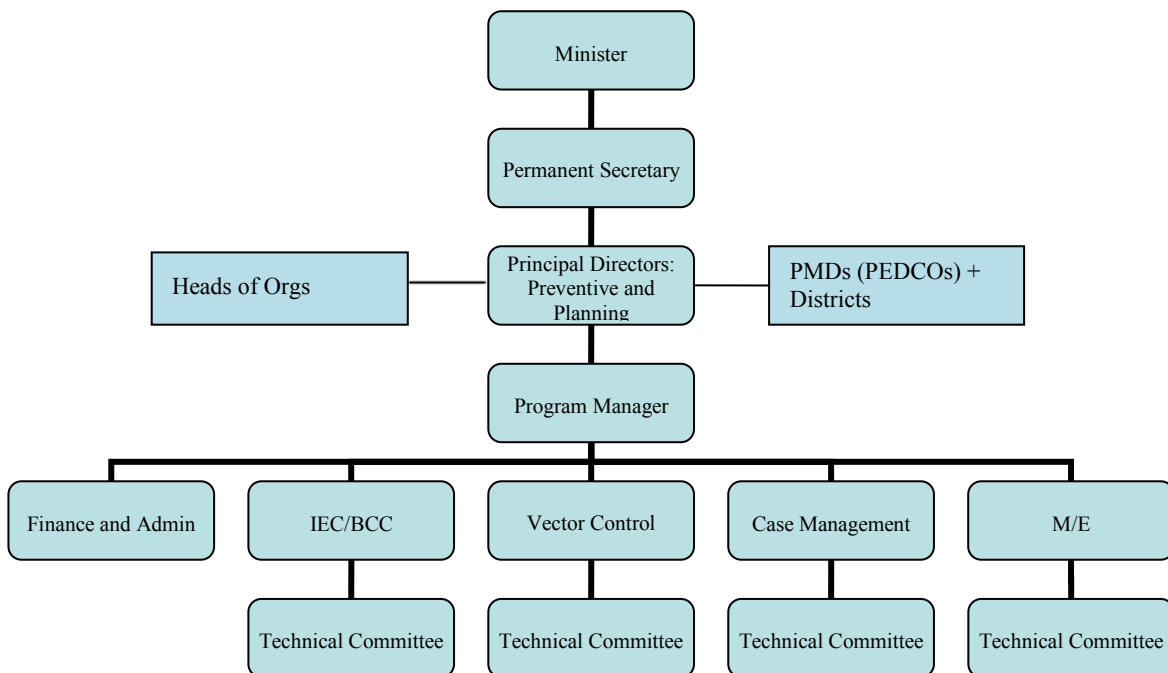 Minister
Permanent Secretary
Heads of Orgs
Principal Directors:
Preventive and
Planning
PMDs (PEDCOs) +
Districts
Program Manager
Finance and Admin
IEC/BCC
Vector Control
Case Management
M/E
Technical Committee
Technical Committee
Technical Committee
Technical Committee